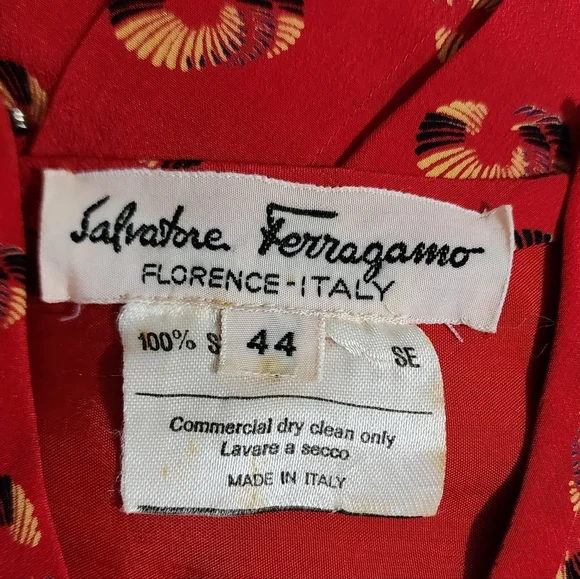 Salvatore Ferragamo
FLORENCE-ITALY
100% S
44
SE
Commercial dry clean only
Lavare a secco
MADE IN ITALY